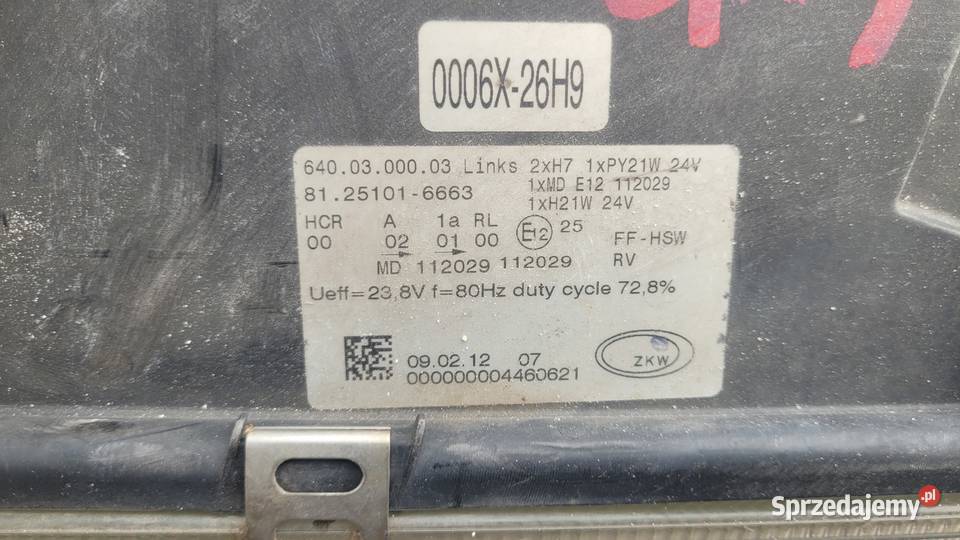 0006X-26H9
640.03.000.03 Links 2xH7 1xPY21W 24V
81.25101-6663 1xMD E12 112029
1xH21W 24V
HCR A 1a RL E12 25 FF-HSW
00 02 01 00 RV
MD 112029 112029
Ueff=23,8V f=80Hz duty cycle 72,8%
09.02.12 07
000000004460621
ZKW
Sprzedajemy.pl